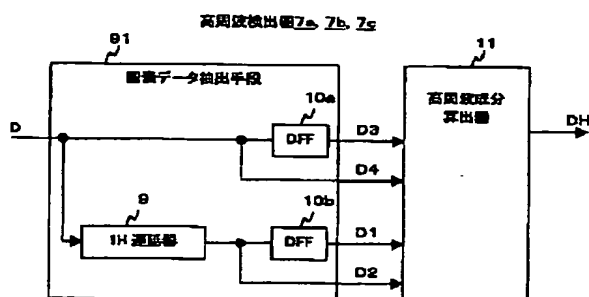 高周波検出器7a, 7b, 7c
91
画素データ抽出手段
11
高周波成分
算出器
10a
D
DFF
D3
DH
D4
9
10b
1H 遅延器
DFF
D1
D2